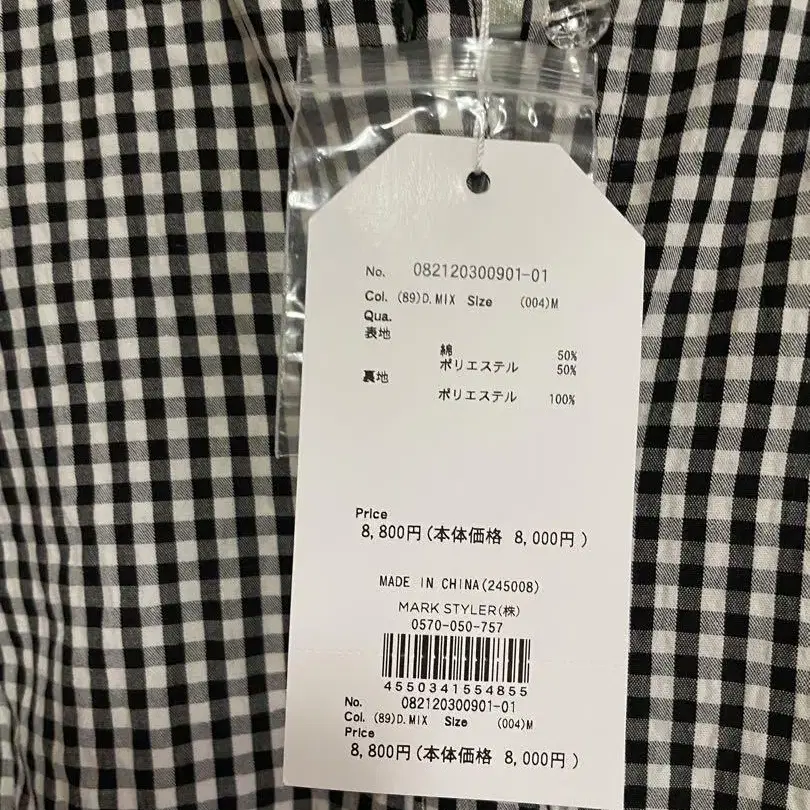 No. 082120300901-01
Col. (89)D.MIX Size (004)M
Qua.
表地
綿 50%
ポリエステル 50%
裏地
ポリエステル 100%
Price
8,800円(本体価格 8,000円)
MADE IN CHINA(245008)
MARK STYLER(株)
0570-050-757
4550341554855
No. 082120300901-01
Col. (89)D.MIX Size (004)M
Price
8,800円(本体価格 8,000円)